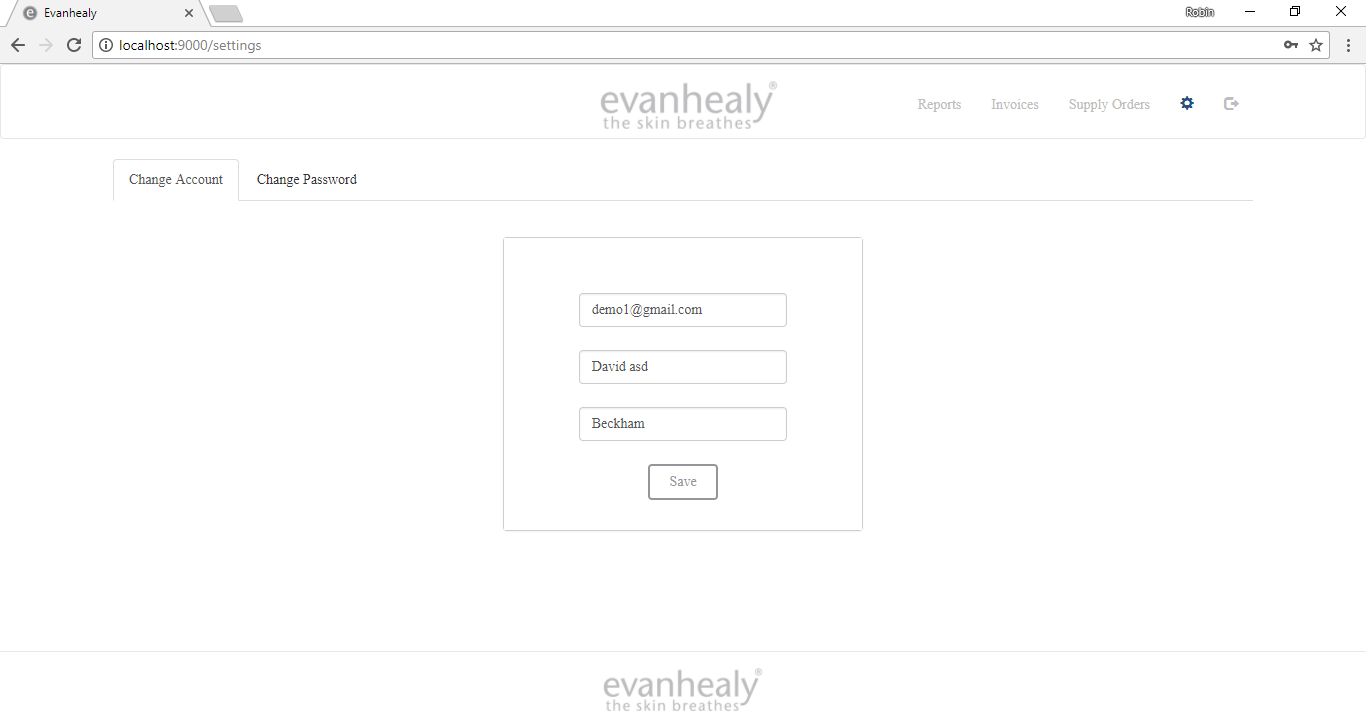 Evanhealy
Robin
localhost:9000/settings
evanhealy®
the skin breathes
Reports
Invoices
Supply Orders
Change Account
Change Password
demo1@gmail.com
David asd
Beckham
Save
evanhealy®
the skin breathes